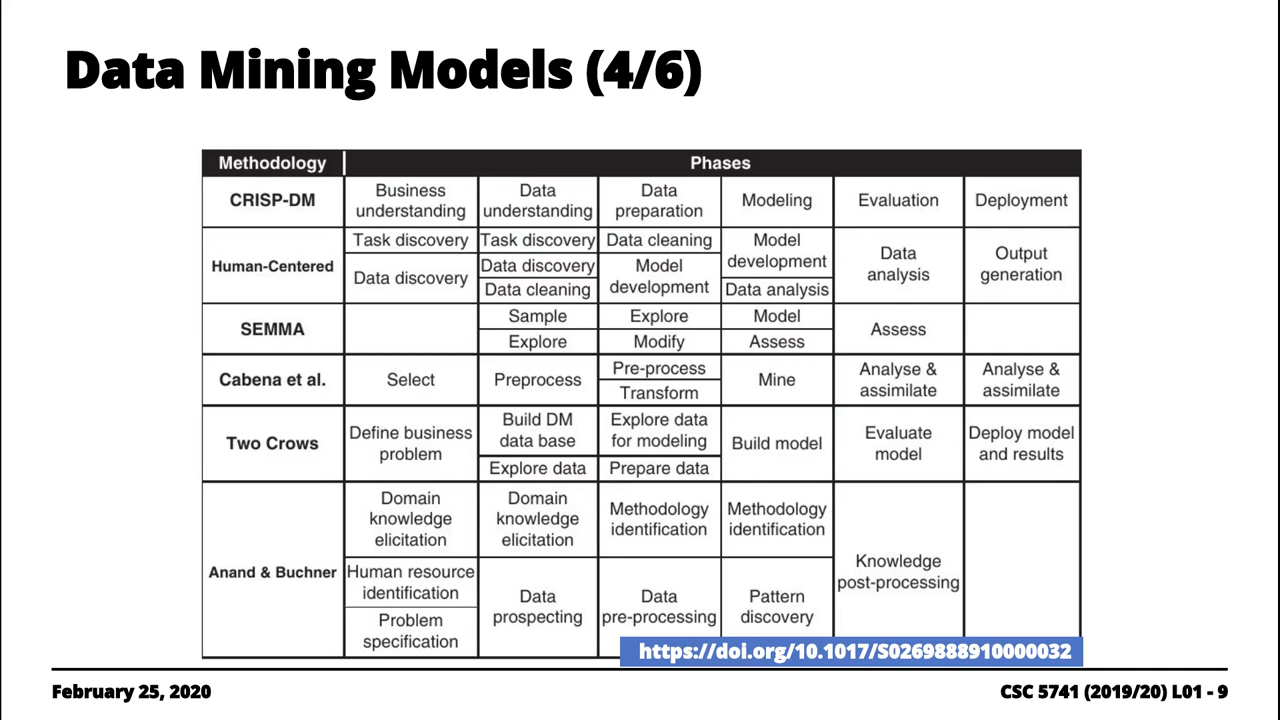 Data Mining Models (4/6)
Methodology
Phases
CRISP-DM
Business
understanding
Data
understanding
Data
preparation
Modeling
Evaluation
Deployment
Human-Centered
Task discovery
Data discovery
Task discovery
Data discovery
Data cleaning
Data cleaning
Model
development
Model
development
Data analysis
Data
analysis
Output
generation
SEMMA
Sample
Explore
Explore
Modify
Model
Assess
Assess
Cabena et al.
Select
Preprocess
Pre-process
Transform
Mine
Analyse &
assimilate
Analyse &
assimilate
Two Crows
Define business
problem
Build DM
data base
Explore data
Explore data
for modeling
Prepare data
Build model
Evaluate
model
Deploy model
and results
Anand & Buchner
Domain
knowledge
elicitation
Human resource
identification
Problem
specification
Domain
knowledge
elicitation
Data
prospecting
Methodology
identification
Data
pre-processing
Methodology
identification
Pattern
discovery
Knowledge
post-processing
https://doi.org/10.1017/S0269888910000032
February 25, 2020
CSC 5741 (2019/20) L01 - 9